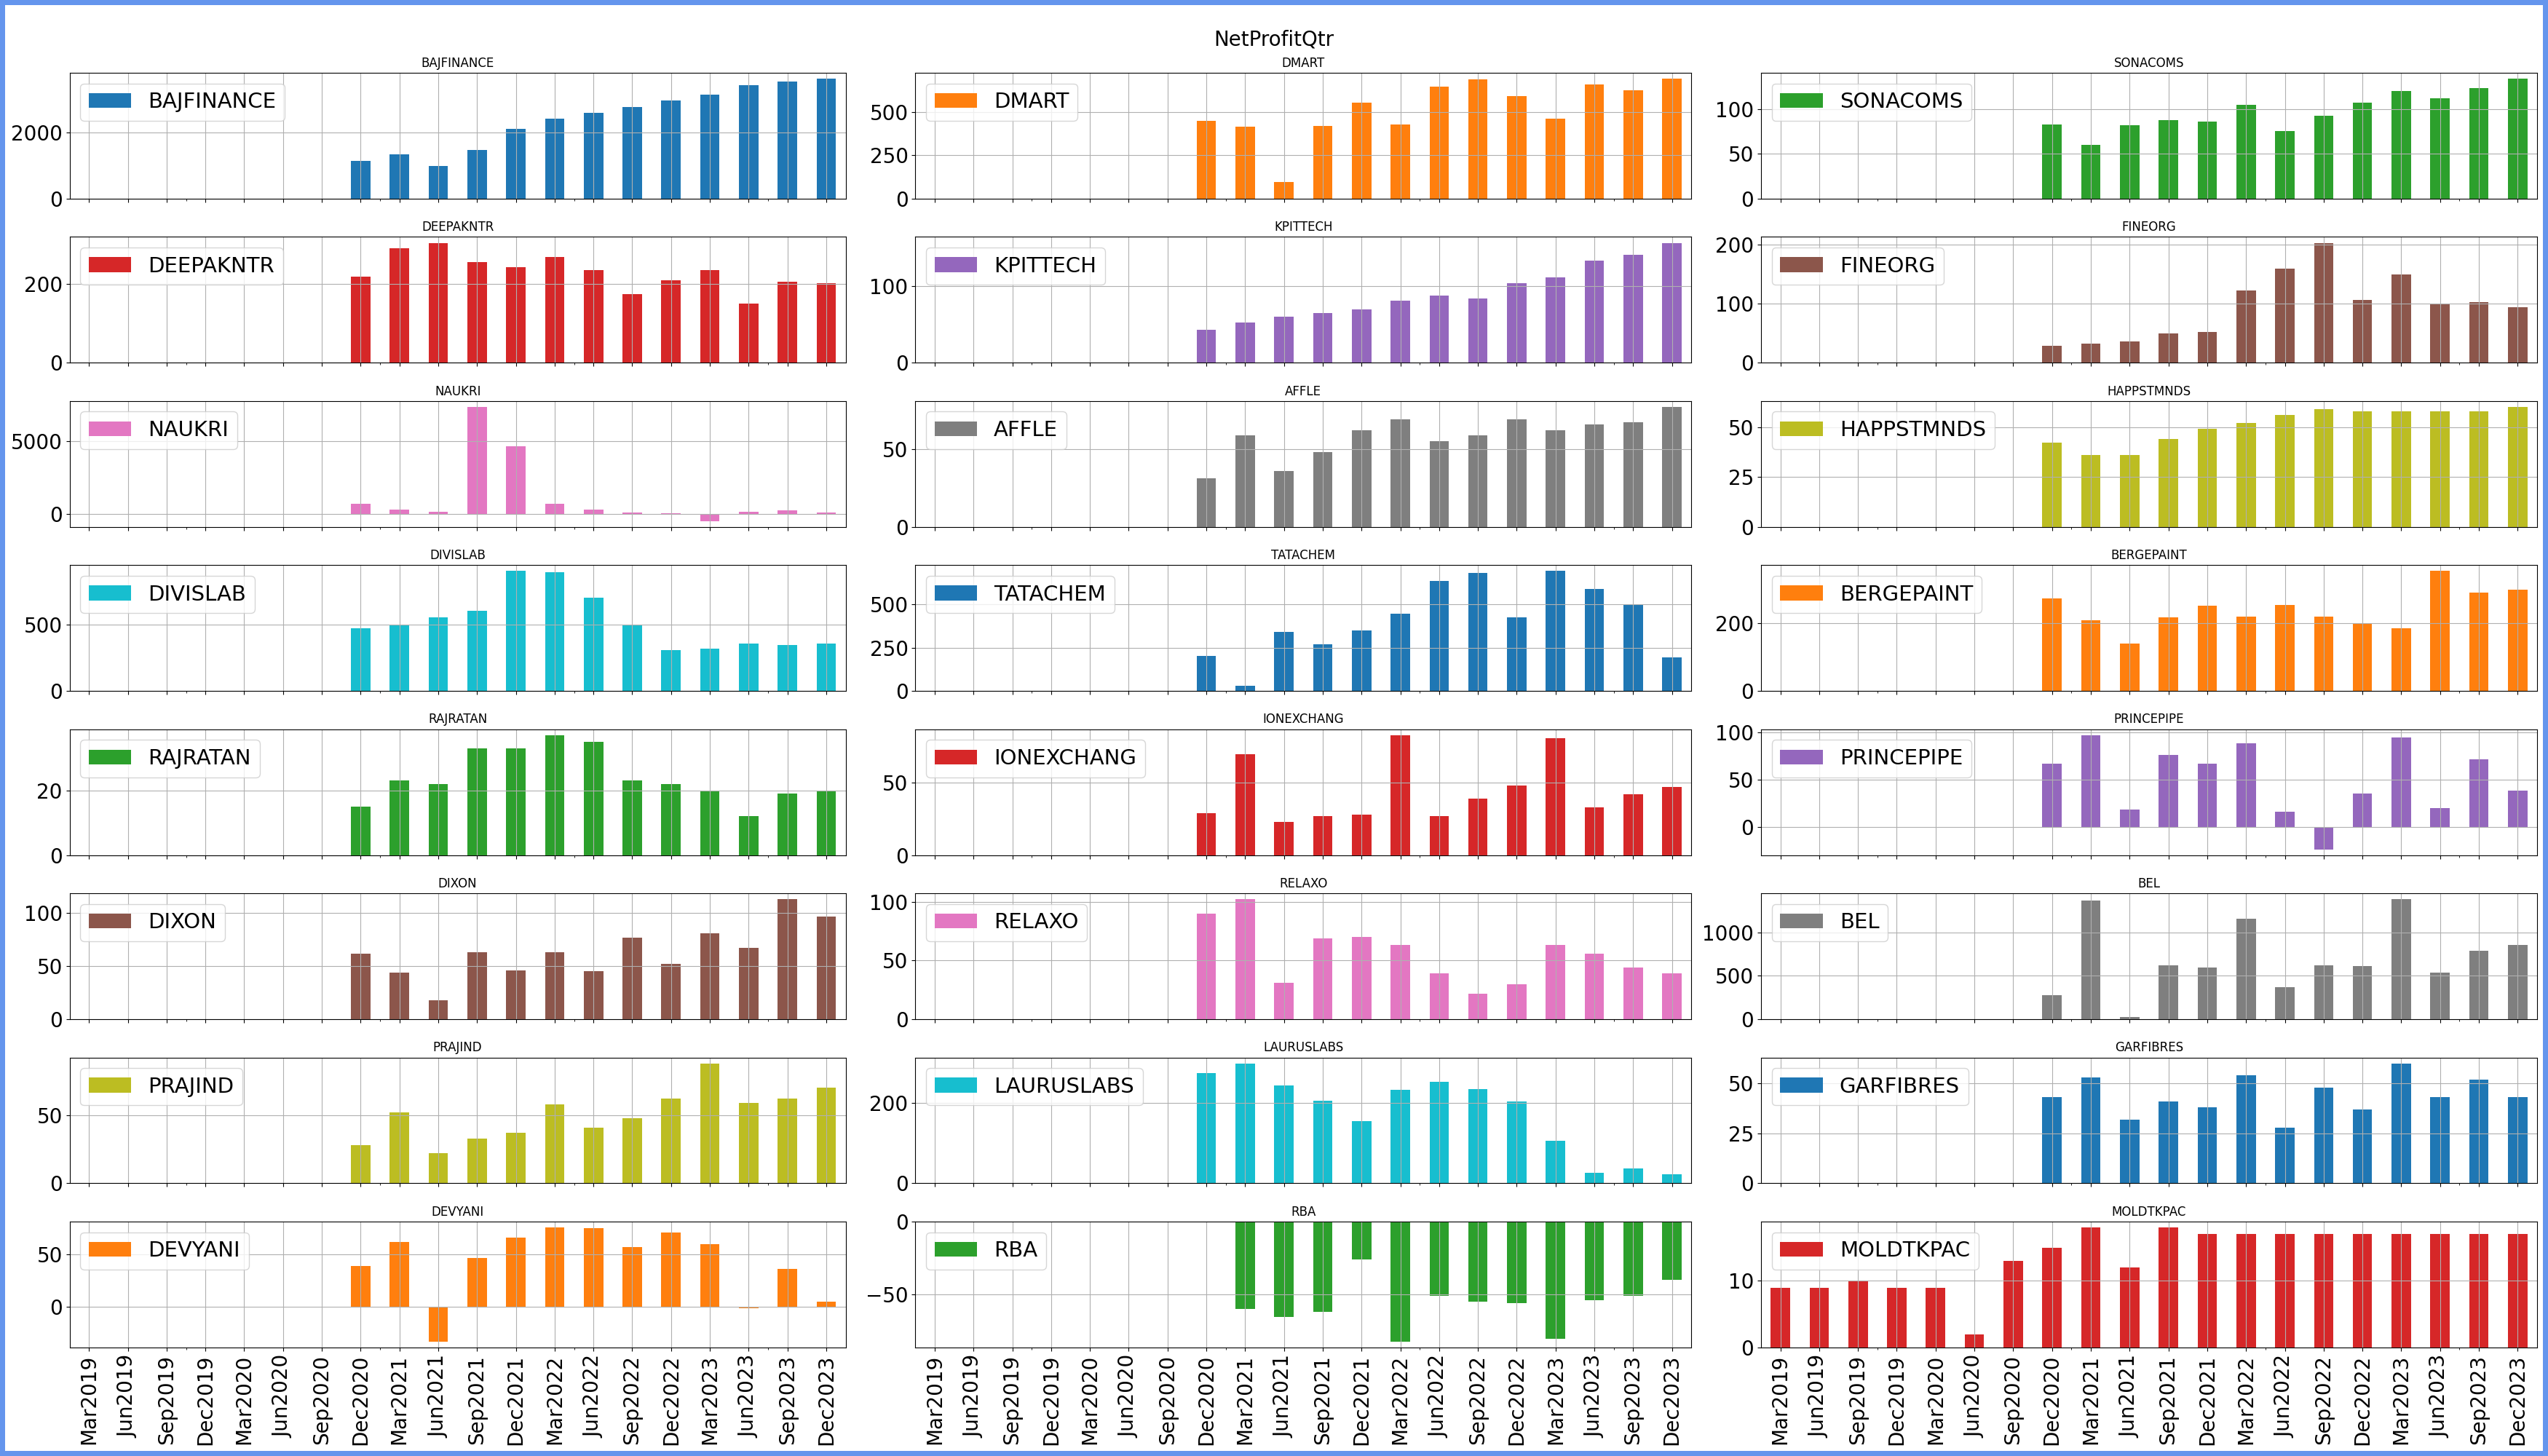 NetProfitQtr
BAJFINANCE
BAJFINANCE
2000
0
DMART
DMART
500
250
0
SONACOMS
SONACOMS
100
50
0
DEEPAKNTR
DEEPAKNTR
200
0
KPITTECH
KPITTECH
100
0
FINEORG
FINEORG
200
100
0
NAUKRI
NAUKRI
5000
0
AFFLE
AFFLE
50
0
HAPPSTMNDS
HAPPSTMNDS
50
25
0
DIVISLAB
DIVISLAB
500
0
TATACHEM
TATACHEM
500
250
0
BERGEPAINT
BERGEPAINT
200
0
RAJRATAN
RAJRATAN
20
0
IONEXCHANG
IONEXCHANG
50
0
PRINCEPIPE
PRINCEPIPE
100
50
0
DIXON
DIXON
100
50
0
RELAXO
RELAXO
100
50
0
BEL
BEL
1000
500
0
PRAJIND
PRAJIND
50
0
LAURUSLABS
LAURUSLABS
200
0
GARFIBRES
GARFIBRES
50
25
0
DEVYANI
DEVYANI
50
0
RBA
RBA
0
−50
MOLDTKPAC
MOLDTKPAC
10
0
Mar2019
Jun2019
Sep2019
Dec2019
Mar2020
Jun2020
Sep2020
Dec2020
Mar2021
Jun2021
Sep2021
Dec2021
Mar2022
Jun2022
Sep2022
Dec2022
Mar2023
Jun2023
Sep2023
Dec2023
Mar2019
Jun2019
Sep2019
Dec2019
Mar2020
Jun2020
Sep2020
Dec2020
Mar2021
Jun2021
Sep2021
Dec2021
Mar2022
Jun2022
Sep2022
Dec2022
Mar2023
Jun2023
Sep2023
Dec2023
Mar2019
Jun2019
Sep2019
Dec2019
Mar2020
Jun2020
Sep2020
Dec2020
Mar2021
Jun2021
Sep2021
Dec2021
Mar2022
Jun2022
Sep2022
Dec2022
Mar2023
Jun2023
Sep2023
Dec2023